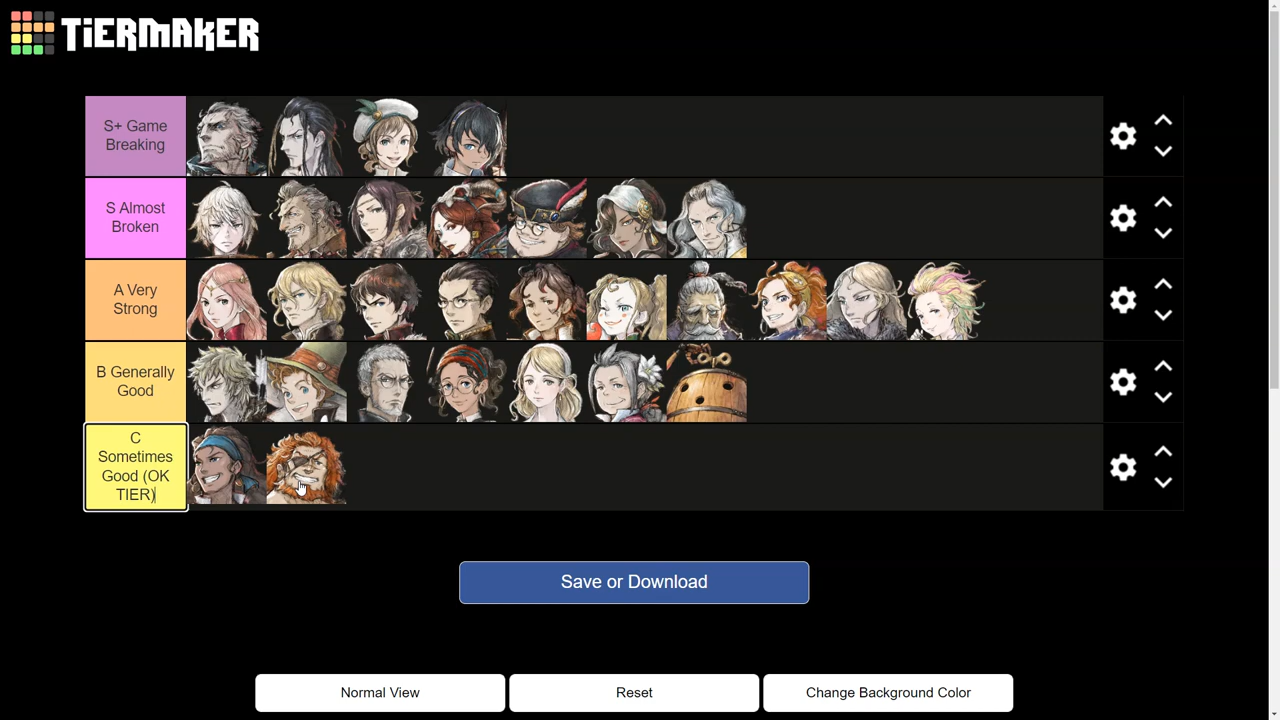 TiERMAKER
S+ Game
Breaking
S Almost
Broken
A Very
Strong
B Generally
Good
C
Sometimes
Good (OK
TIER)
Save or Download
Normal View
Reset
Change Background Color